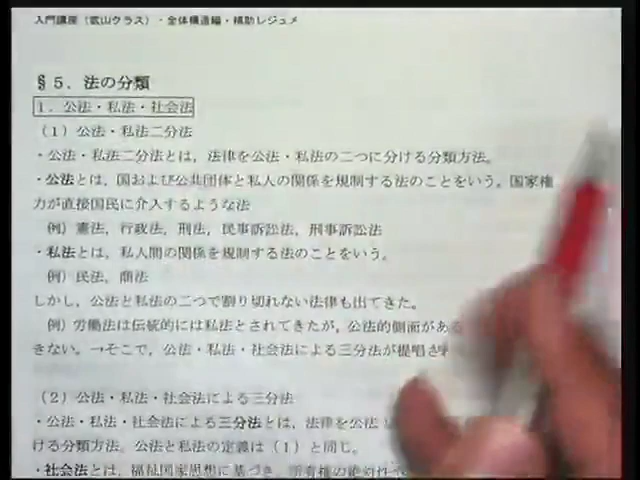 入門講座（ 山クラス）・全体構造編・補助レジュメ
§５．法の分類
１．公法・私法・社会法
（１）公法・私法二分法
・公法・私法二分法とは，法律を公法・私法の二つに分ける分類方法。
・公法とは，国および公共団体と私人の関係を規制する法のことをいう。国家権
力が直接国民に介入するような法
例）憲法，行政法，刑法，民事訴訟法，刑事訴訟法
・私法とは，私人間の関係を規制する法のことをいう。
例）民法，商法
しかし，公法と私法の二つで割り切れない法律も出てきた。
例）労働法は伝統的には私法とされてきたが，公法的側面がある
きない。→そこで，公法・私法・社会法による三分法が提唱さ
（２）公法・私法・社会法による三分法
・公法・私法・社会法による三分法とは，法律を公法
ける分類方法。公法と私法の定義は（１）と同じ。
・社会法とは，福祉国家思想に基づき，所有権の絶対性